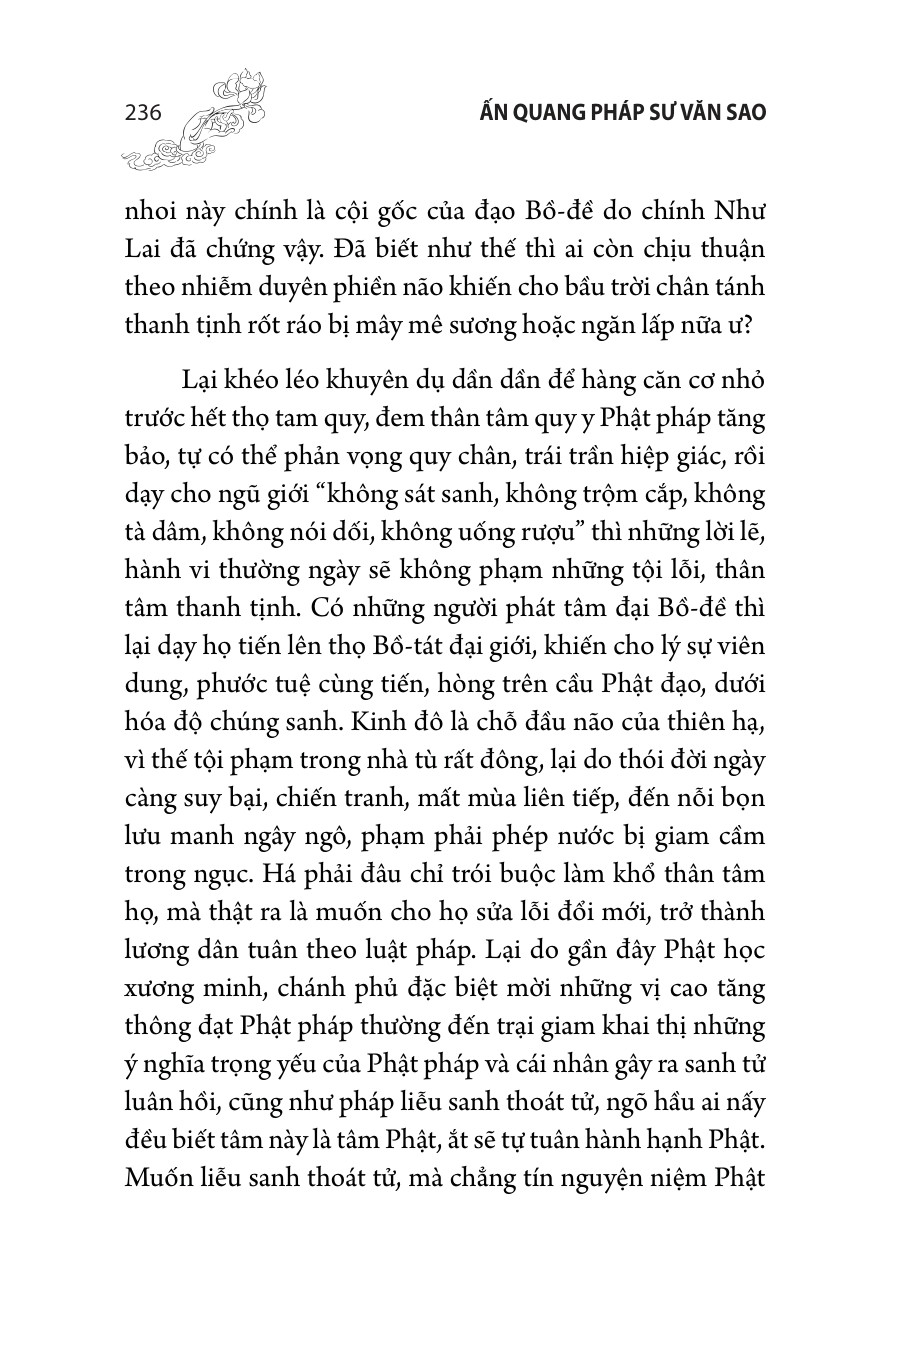 236
ẤN QUANG PHÁP SƯ VĂN SAO
nhoi này chính là cội gốc của đạo Bồ-đề do chính Như
Lai đã chứng vậy. Đã biết như thế thì ai còn chịu thuận
theo nhiễm duyên phiền não khiến cho bầu trời chân tánh
thanh tịnh rốt ráo bị mây mê sương hoặc ngăn lấp nữa ư?
Lại khéo léo khuyên dụ dần dần để hàng căn cơ nhỏ
trước hết thọ tam quy, đem thân tâm quy y Phật pháp tăng
bảo, tự có thể phản vọng quy chân, trái trần hiệp giác, rồi
dạy cho ngũ giới “không sát sanh, không trộm cắp, không
tà dâm, không nói dối, không uống rượu” thì những lời lẽ,
hành vi thường ngày sẽ không phạm những tội lỗi, thân
tâm thanh tịnh. Có những người phát tâm đại Bồ-đề thì
lại dạy họ tiến lên thọ Bồ-tát đại giới, khiến cho lý sự viên
dung, phước tuệ cùng tiến, hòng trên cầu Phật đạo, dưới
hóa độ chúng sanh. Kinh đô là chỗ đầu não của thiên hạ,
vì thế tội phạm trong nhà tù rất đông, lại do thói đời ngày
càng suy bại, chiến tranh, mất mùa liên tiếp, đến nỗi bọn
lưu manh ngây ngô, phạm phải phép nước bị giam cầm
trong ngục. Há phải đâu chỉ trói buộc làm khổ thân tâm
họ, mà thật ra là muốn cho họ sửa lỗi đổi mới, trở thành
lương dân tuân theo luật pháp. Lại do gần đây Phật học
xương minh, chánh phủ đặc biệt mời những vị cao tăng
thông đạt Phật pháp thường đến trại giam khai thị những
ý nghĩa trọng yếu của Phật pháp và cái nhân gây ra sanh tử
luân hồi, cũng như pháp liễu sanh thoát tử, ngõ hầu ai nấy
đều biết tâm này là tâm Phật, ắt sẽ tự tuân hành hạnh Phật.
Muốn liễu sanh thoát tử, mà chẳng tín nguyện niệm Phật